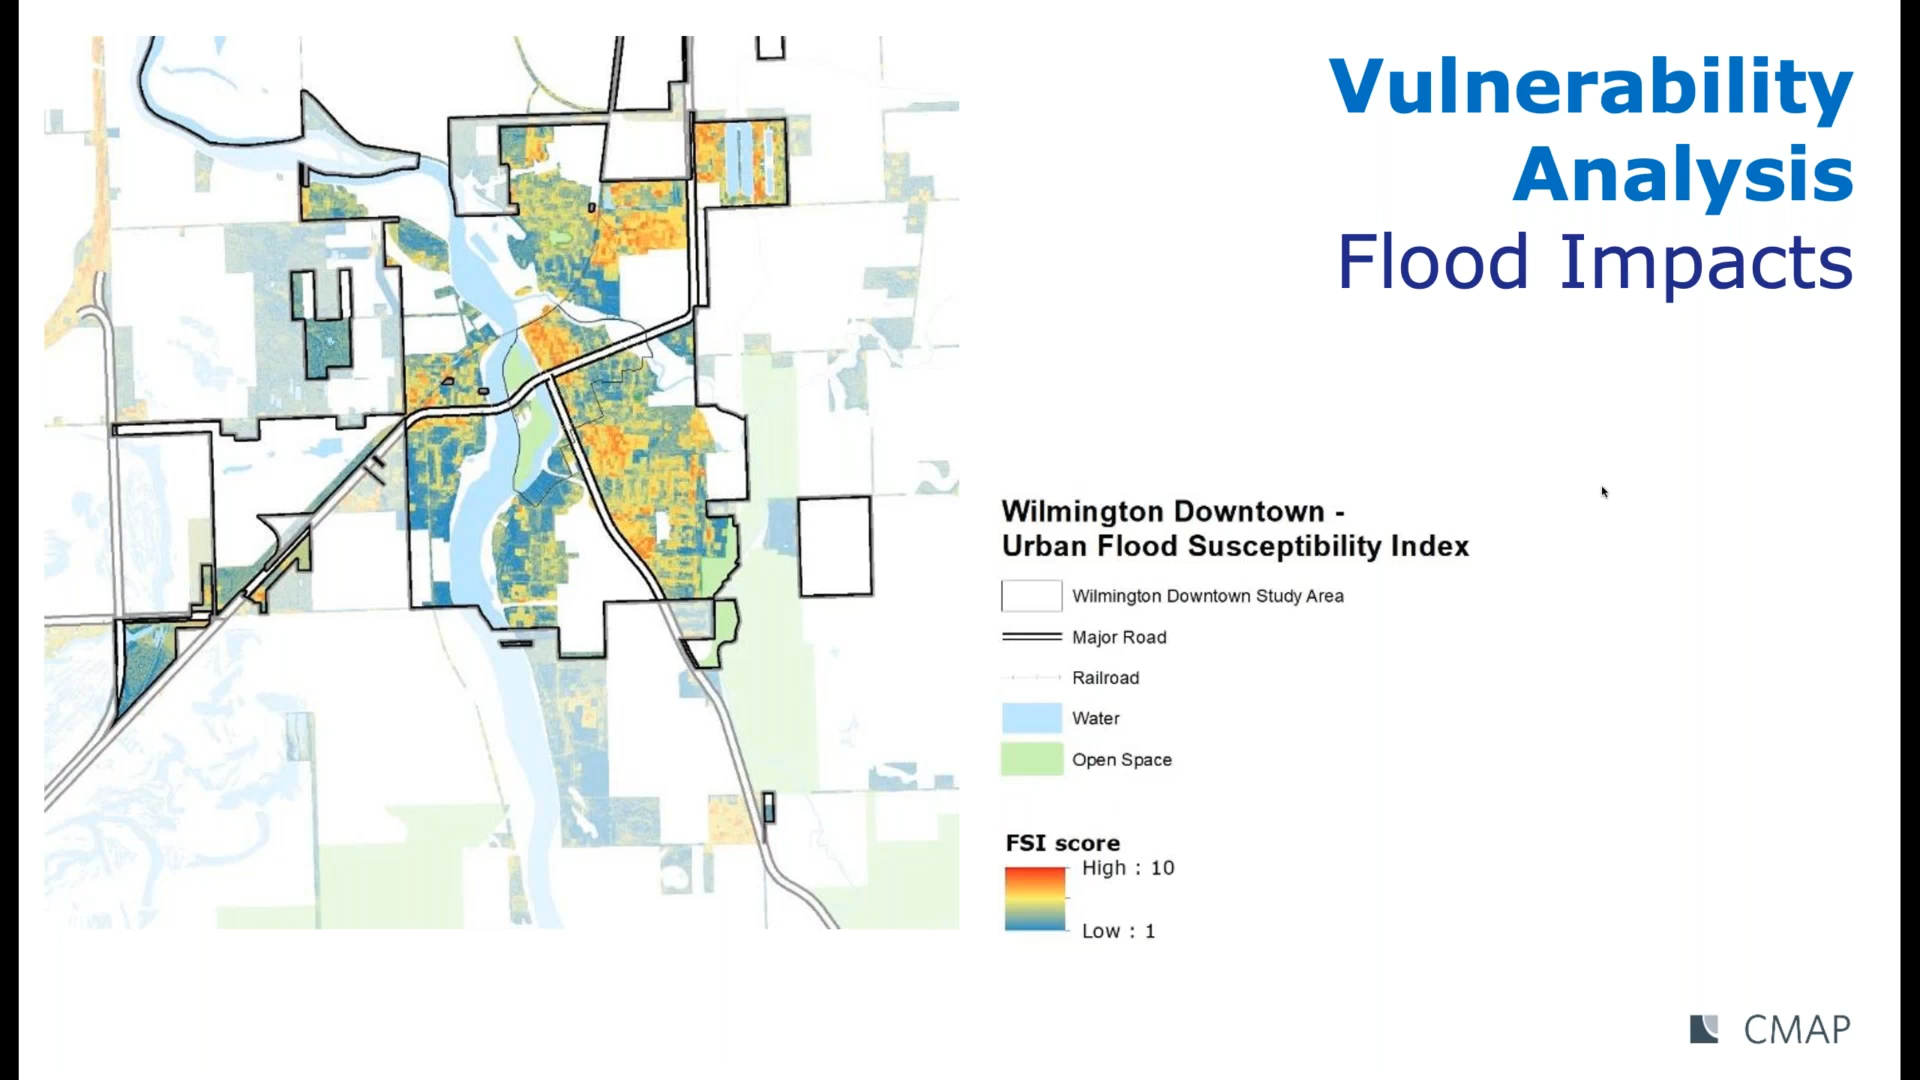 Vulnerability
Analysis
Flood Impacts
Wilmington Downtown -
Urban Flood Susceptibility Index
Wilmington Downtown Study Area
Major Road
Railroad
Water
Open Space
FSI score
High : 10
Low : 1
CMAP